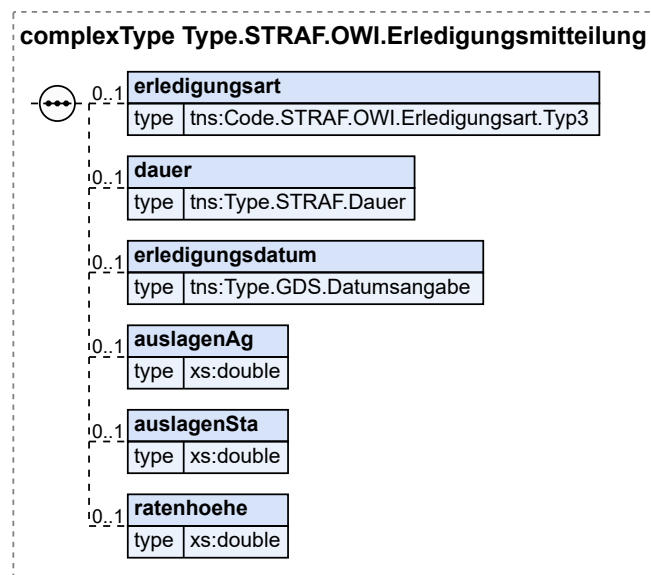 complexType Type.STRAF.OWI.Erledigungsmitteilung
0..1 erledigungsart
type tns:Code.STRAF.OWI.Erledigungsart.Typ3
0..1 dauer
type tns:Type.STRAF.Dauer
0..1 erledigungsdatum
type tns:Type.GDS.Datumsangabe
0..1 auslagenAg
type xs:double
0..1 auslagenSta
type xs:double
0..1 ratenhoehe
type xs:double